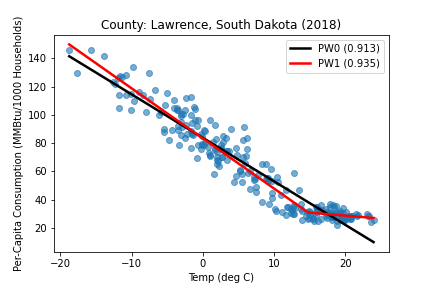 County: Lawrence, South Dakota (2018)
Per-Capita Consumption (MMBtu/1000 Households)
140
120
100
80
60
40
20
PW0 (0.913)
PW1 (0.935)
−20
−10
0
10
20
Temp (deg C)